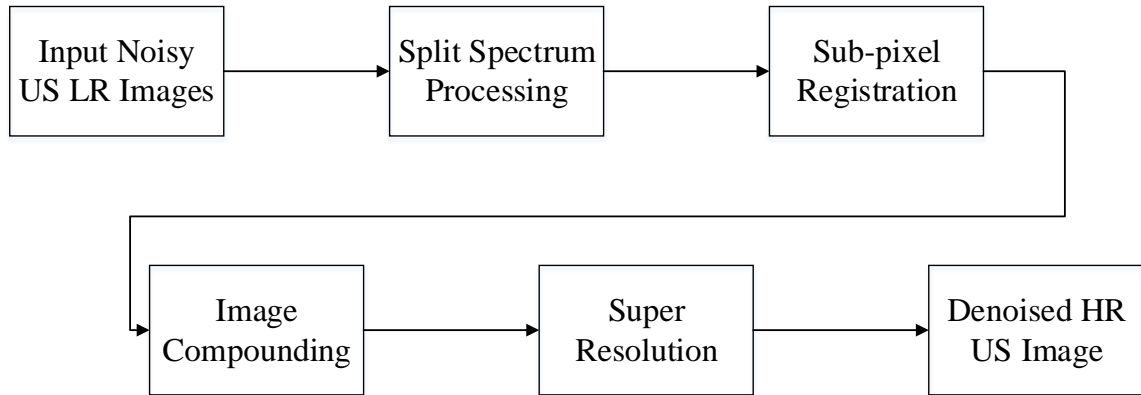 Input Noisy
US LR Images
Split Spectrum
Processing
Sub-pixel
Registration
Image
Compounding
Super
Resolution
Denoised HR
US Image